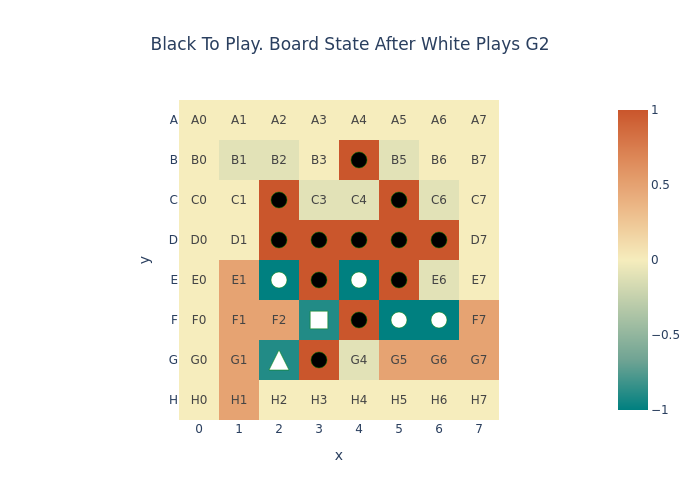 Black To Play. Board State After White Plays G2
A A0 A1 A2 A3 A4 A5 A6 A7
B B0 B1 B2 B3 B5 B6 B7
C C0 C1 C3 C4 C6 C7
D D0 D1 D7
E E0 E1 E6 E7
F F0 F1 F2 F7
G G0 G1 G4 G5 G6 G7
H H0 H1 H2 H3 H4 H5 H6 H7
0 1 2 3 4 5 6 7
x
y
1
0.5
0
−0.5
−1